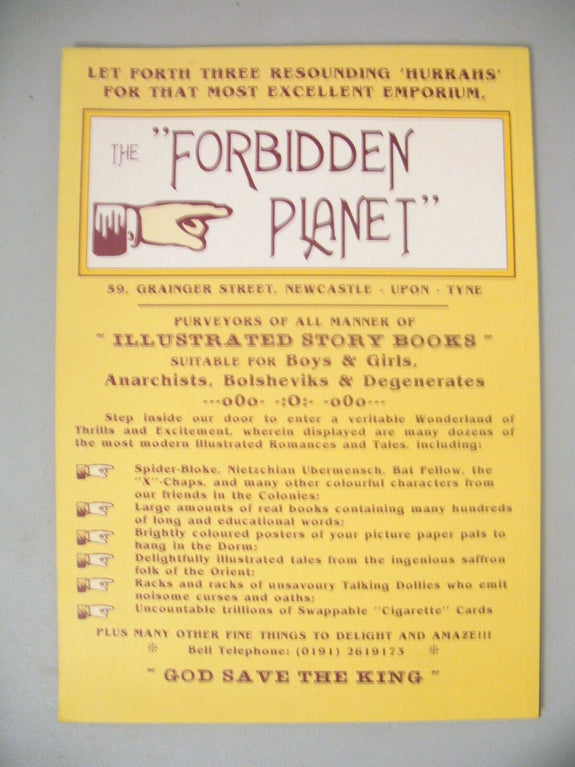 LET FORTH THREE RESOUNDING 'HURRAHS'
FOR THAT MOST EXCELLENT EMPORIUM,
THE "FORBIDDEN
PLANET"
59, GRAINGER STREET, NEWCASTLE - UPON - TYNE
PURVEYORS OF ALL MANNER OF
~ ILLUSTRATED STORY BOOKS ~
SUITABLE FOR Boys & Girls,
Anarchists, Bolsheviks & Degenerates
---oOo- -:O:- -oOo---
Step inside our door to enter a veritable Wonderland of
Thrills and Excitement, wherein displayed are many dozens of
the most modern Illustrated Romances and Tales, including:
Spider-Bloke, Nietzchian Ubermensch, Bat Fellow, the
"X"-Chaps, and many other colourful characters from
our friends in the Colonies;
Large amounts of real books containing many hundreds
of long and educational words;
Brightly coloured posters of your picture paper pals to
hang in the Dorm;
Delightfully illustrated tales from the ingenious saffron
folk of the Orient;
Racks and racks of unsavoury Talking Dollies who emit
noisome curses and oaths;
Uncountable trillions of Swappable "Cigarette" Cards
PLUS MANY OTHER FINE THINGS TO DELIGHT AND AMAZE!!!
Bell Telephone: (0191) 2619173
~ GOD SAVE THE KING ~